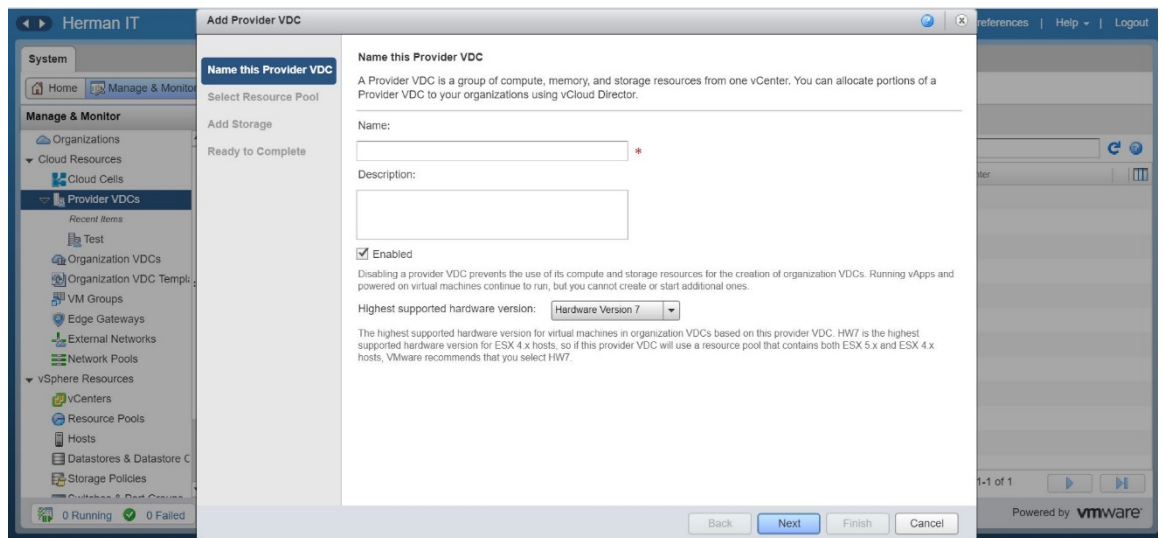 Herman IT
Add Provider VDC
references | Help | Logout
System
Home
Manage & Monitor
Manage & Monitor
Organizations
Cloud Resources
Cloud Cells
Provider VDCs
Recent Items
Test
Organization VDCs
Organization VDC Templ
VM Groups
Edge Gateways
External Networks
Network Pools
vSphere Resources
vCenters
Resource Pools
Hosts
Datastores & Datastore C
Storage Policies
Switches & Port Groups
0 Running 0 Failed
Name this Provider VDC
Select Resource Pool
Add Storage
Ready to Complete
Name this Provider VDC
A Provider VDC is a group of compute, memory, and storage resources from one vCenter. You can allocate portions of a
Provider VDC to your organizations using vCloud Director.
Name:
*
Description:
Enabled
Disabling a provider VDC prevents the use of its compute and storage resources for the creation of organization VDCs. Running vApps and
powered on virtual machines continue to run, but you cannot create or start additional ones.
Highest supported hardware version: Hardware Version 7
The highest supported hardware version for virtual machines in organization VDCs based on this provider VDC. HW7 is the highest
supported hardware version for ESX 4.x hosts, so if this provider VDC will use a resource pool that contains both ESX 5.x and ESX 4.x
hosts, VMware recommends that you select HW7.
Back Next Finish Cancel
nter
1-1 of 1
Powered by vmware